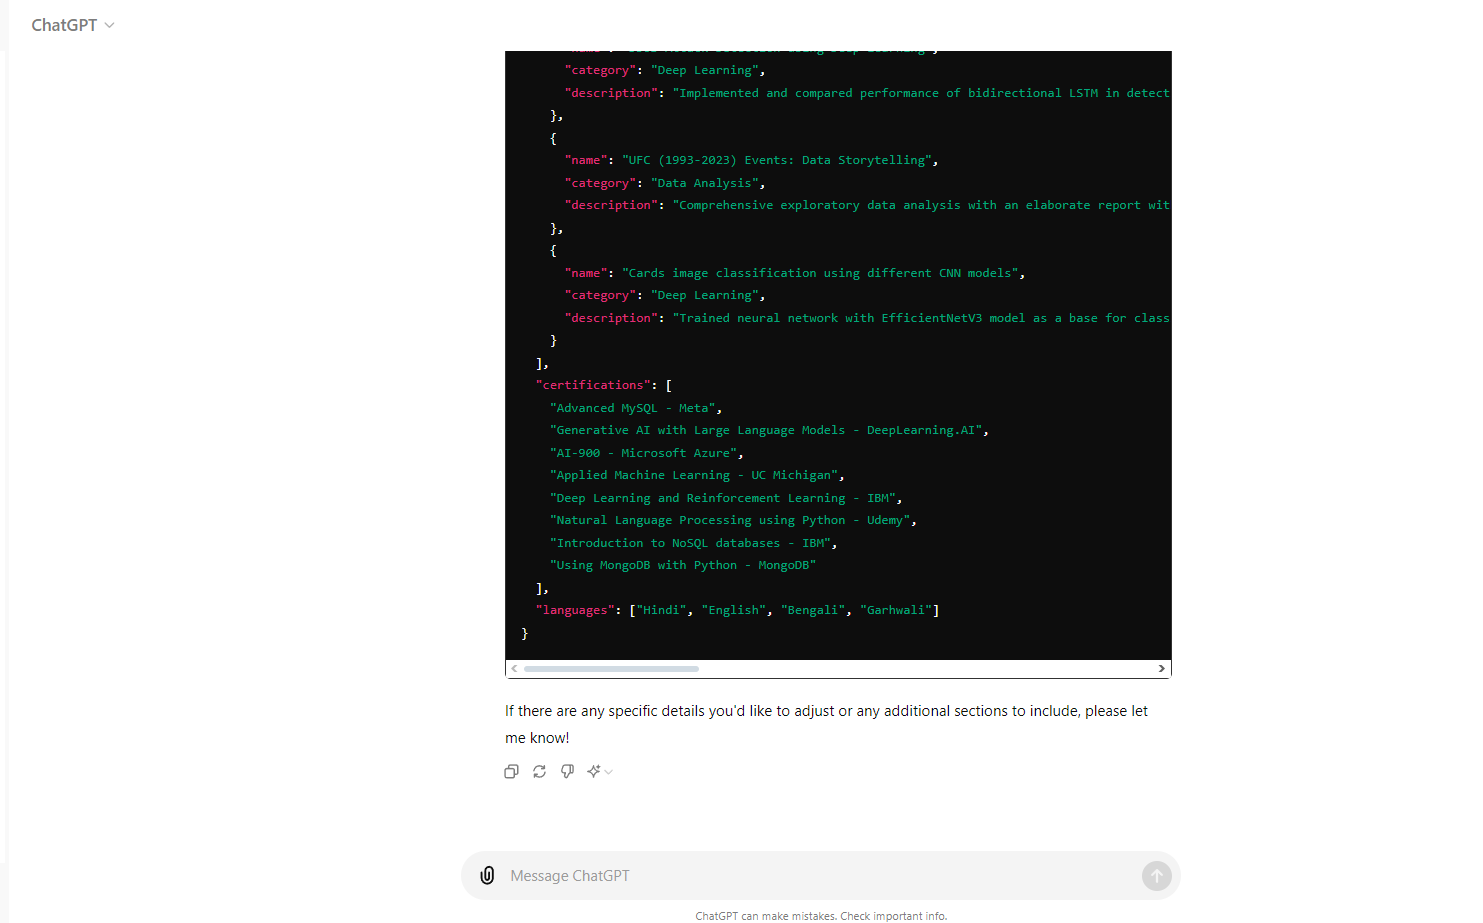 ChatGPT
"category": "Deep Learning",
"description": "Implemented and compared performance of bidirectional LSTM in detect
},
{
"name": "UFC (1993-2023) Events: Data Storytelling",
"category": "Data Analysis",
"description": "Comprehensive exploratory data analysis with an elaborate report wit
},
{
"name": "Cards image classification using different CNN models",
"category": "Deep Learning",
"description": "Trained neural network with EfficientNetV3 model as a base for class
}
],
"certifications": [
"Advanced MySQL - Meta",
"Generative AI with Large Language Models - DeepLearning.AI",
"AI-900 - Microsoft Azure",
"Applied Machine Learning - UC Michigan",
"Deep Learning and Reinforcement Learning - IBM",
"Natural Language Processing using Python - Udemy",
"Introduction to NoSQL databases - IBM",
"Using MongoDB with Python - MongoDB"
],
"languages": ["Hindi", "English", "Bengali", "Garhwali"]
}
If there are any specific details you'd like to adjust or any additional sections to include, please let
me know!
Message ChatGPT
ChatGPT can make mistakes. Check important info.